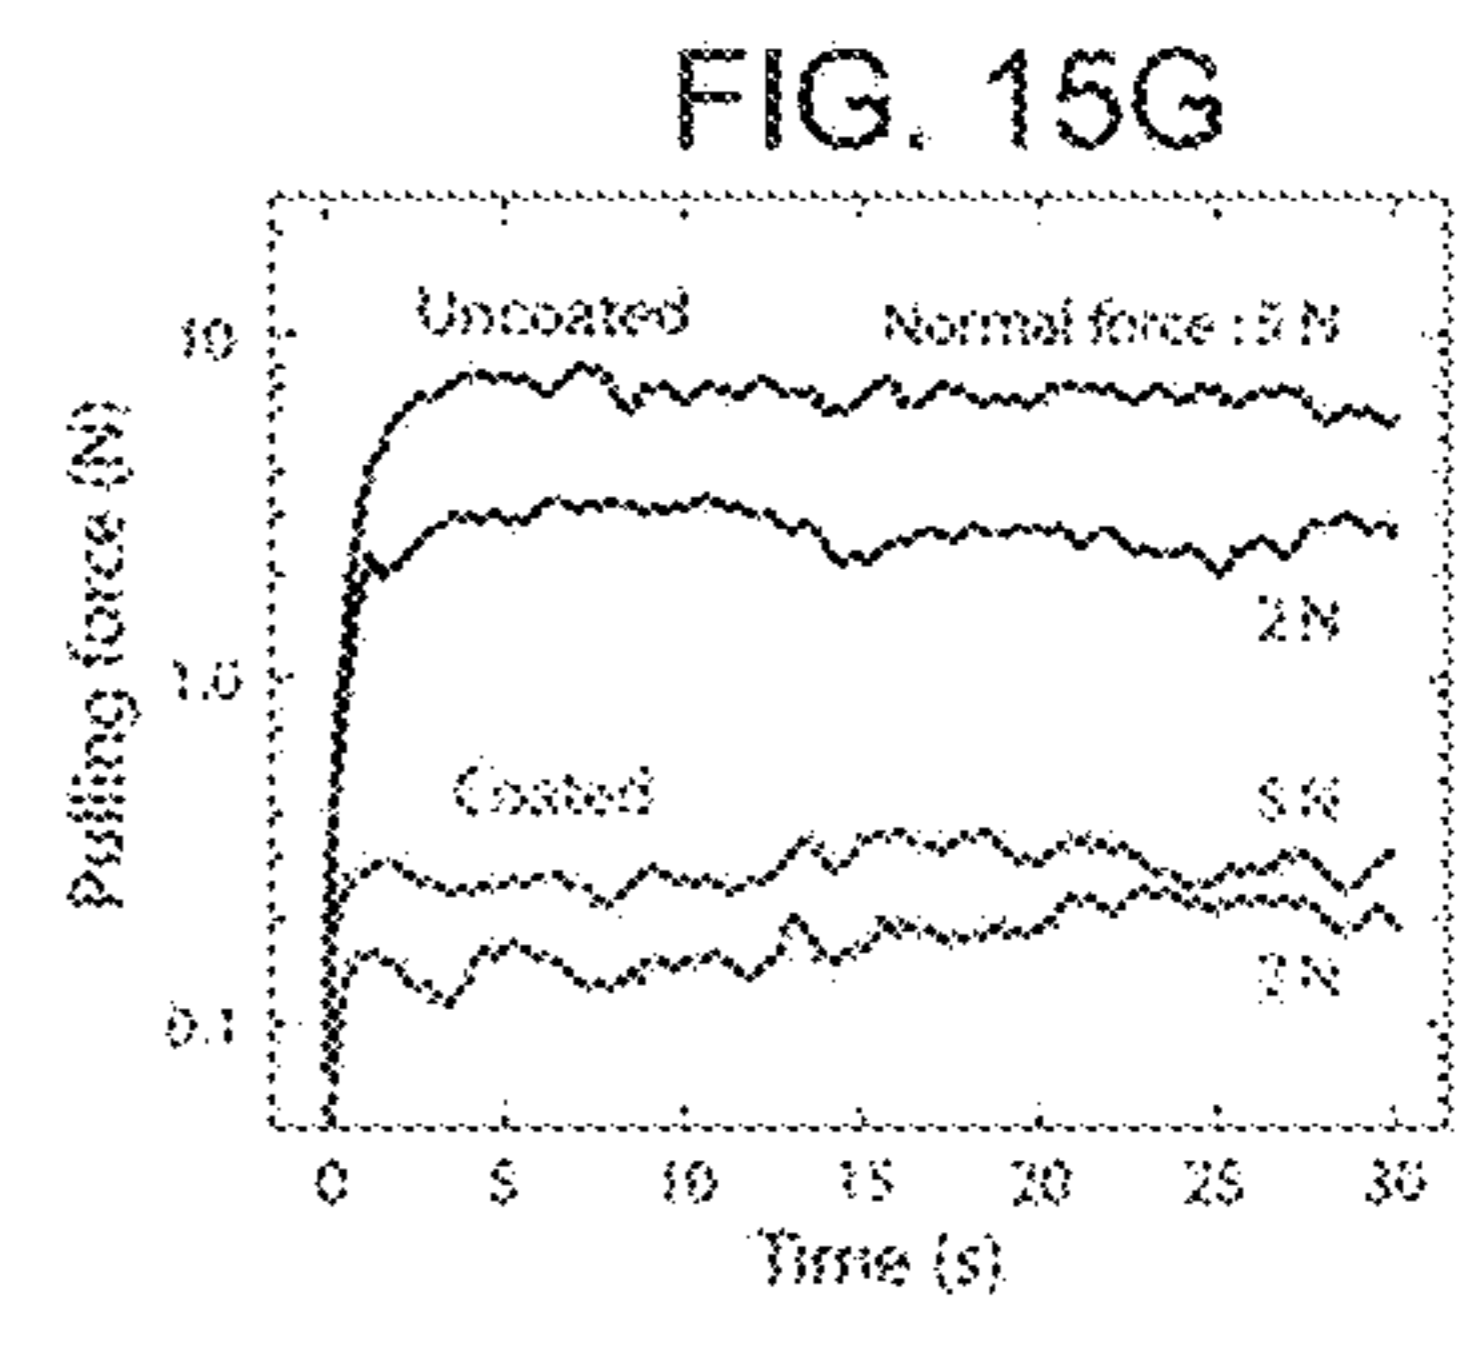 FIG. 15G
Uncoated
Normal force : 5 N
10
2 N
1.0
Coated
5 N
2 N
0.1
Pulling force (N)
0 5 10 15 20 25 30
Time (s)